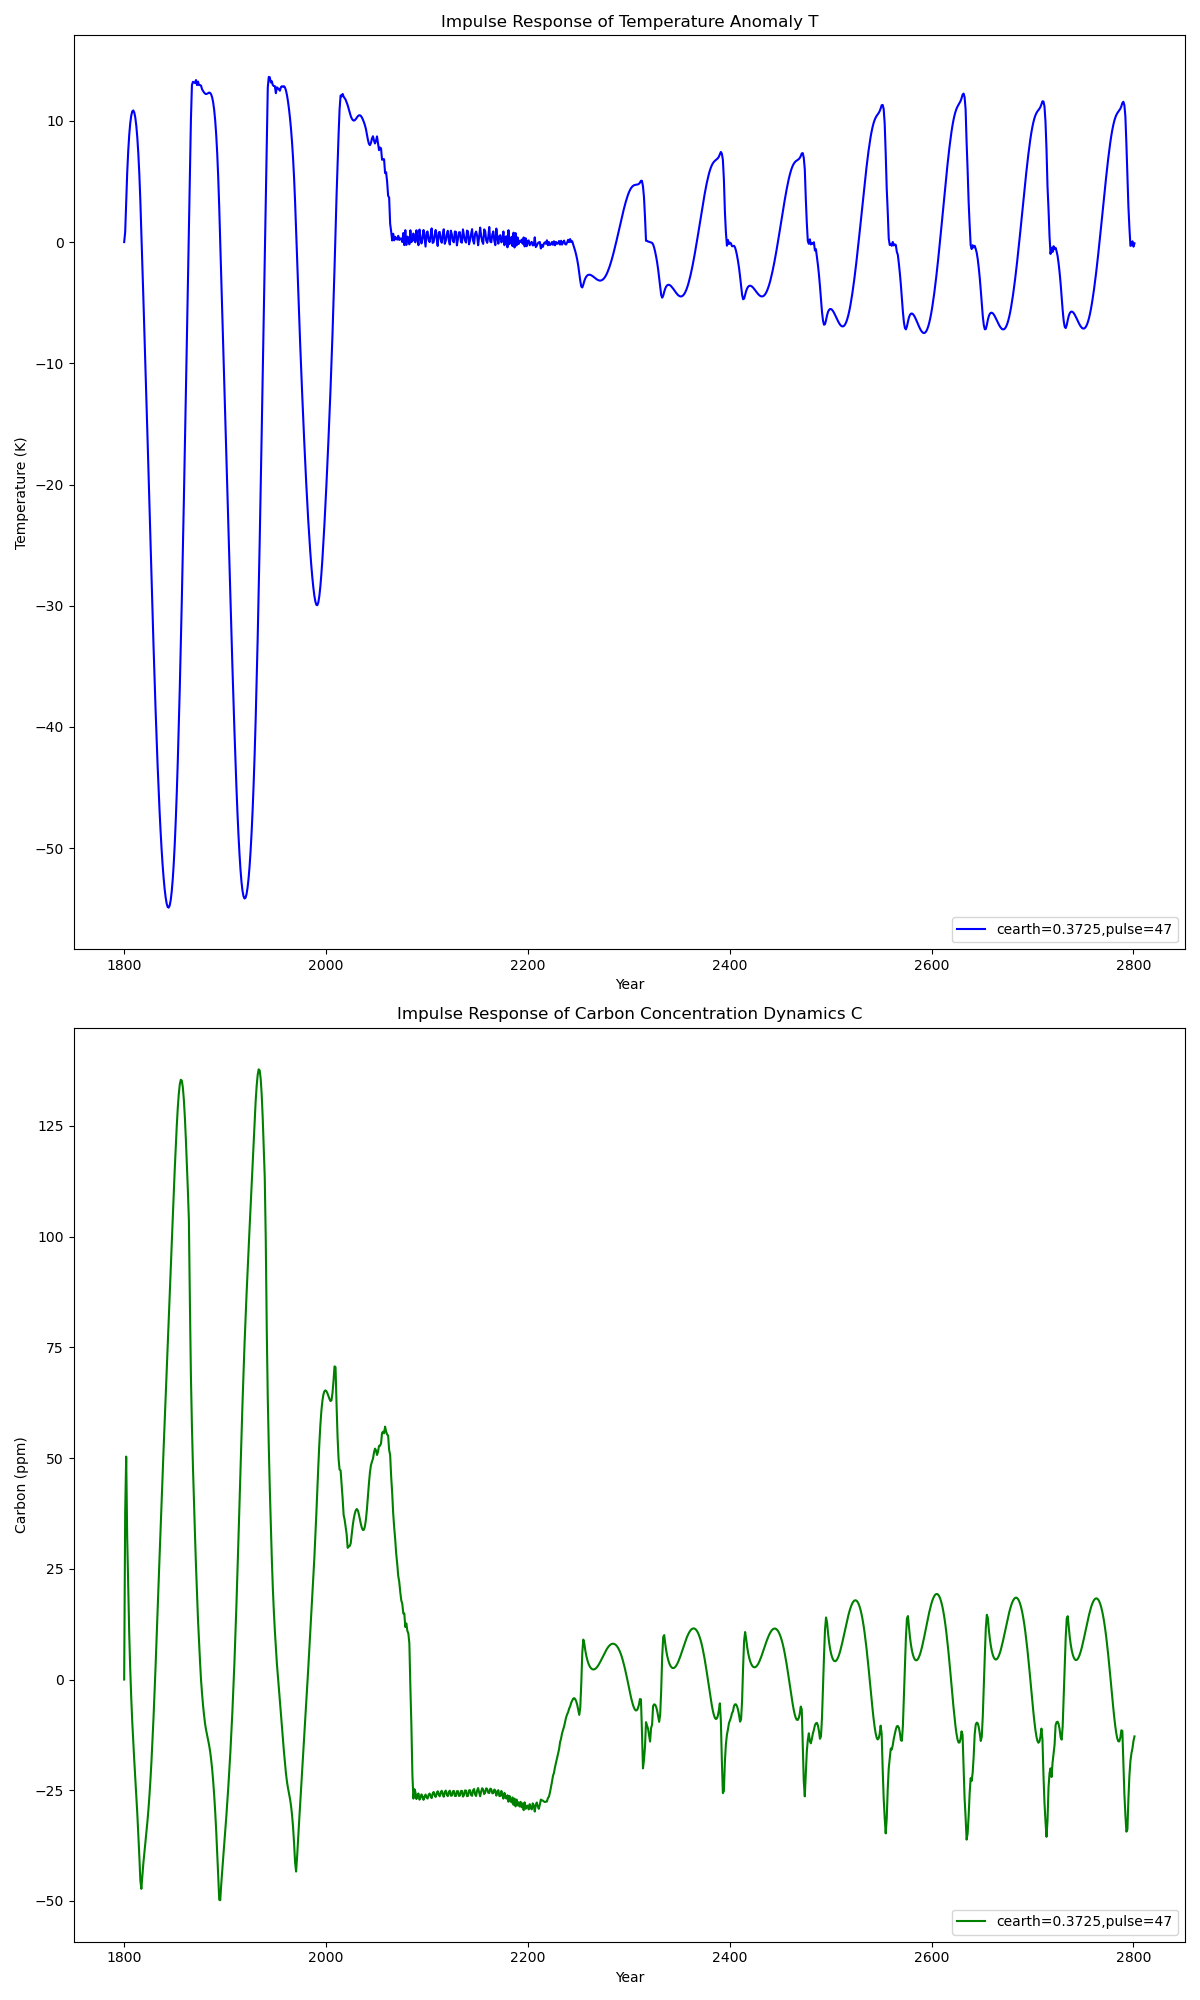 Impulse Response of Temperature Anomaly T
10
0
−10
−20
−30
−40
−50
Temperature (K)
cearth=0.3725,pulse=47
1800 2000 2200 2400 2600 2800
Year
Impulse Response of Carbon Concentration Dynamics C
125
100
75
50
25
0
−25
−50
Carbon (ppm)
cearth=0.3725,pulse=47
1800 2000 2200 2400 2600 2800
Year